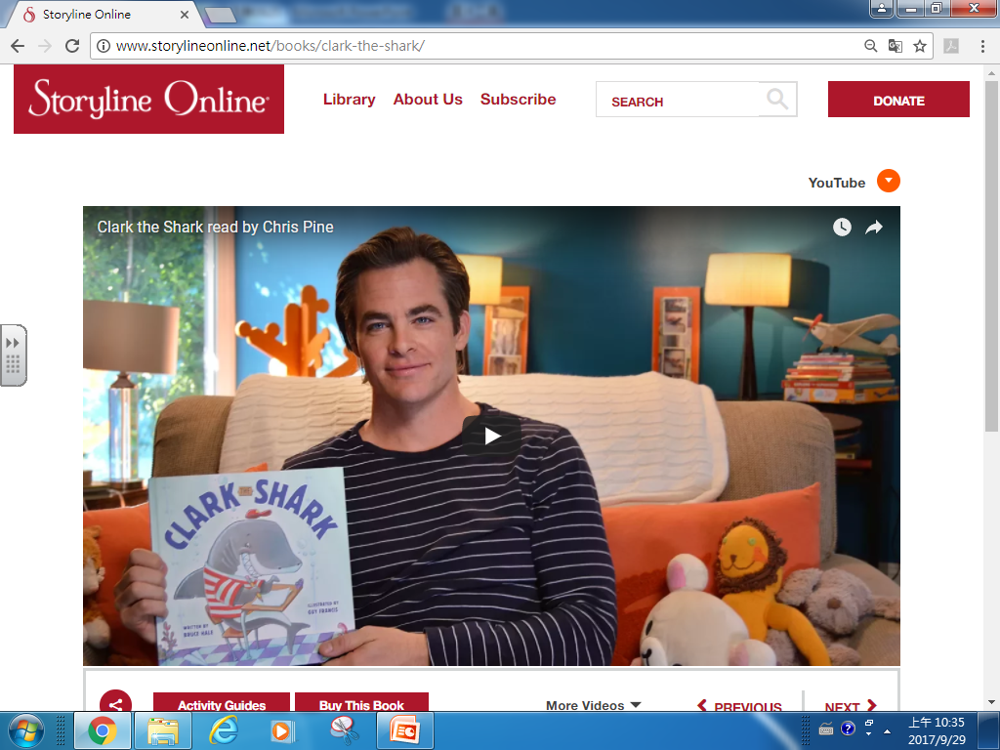 Storyline Online
www.storylineonline.net/books/clark-the-shark/
Storyline Online
Library About Us Subscribe
SEARCH
DONATE
YouTube
Clark the Shark read by Chris Pine
CLARK THE SHARK
WRITTEN BY
BRUCE HALE
ILLUSTRATED BY
GUY FRANCIS
Activity Guides
Buy This Book
More Videos
PREVIOUS
NEXT
上午 10:35
2017/9/29